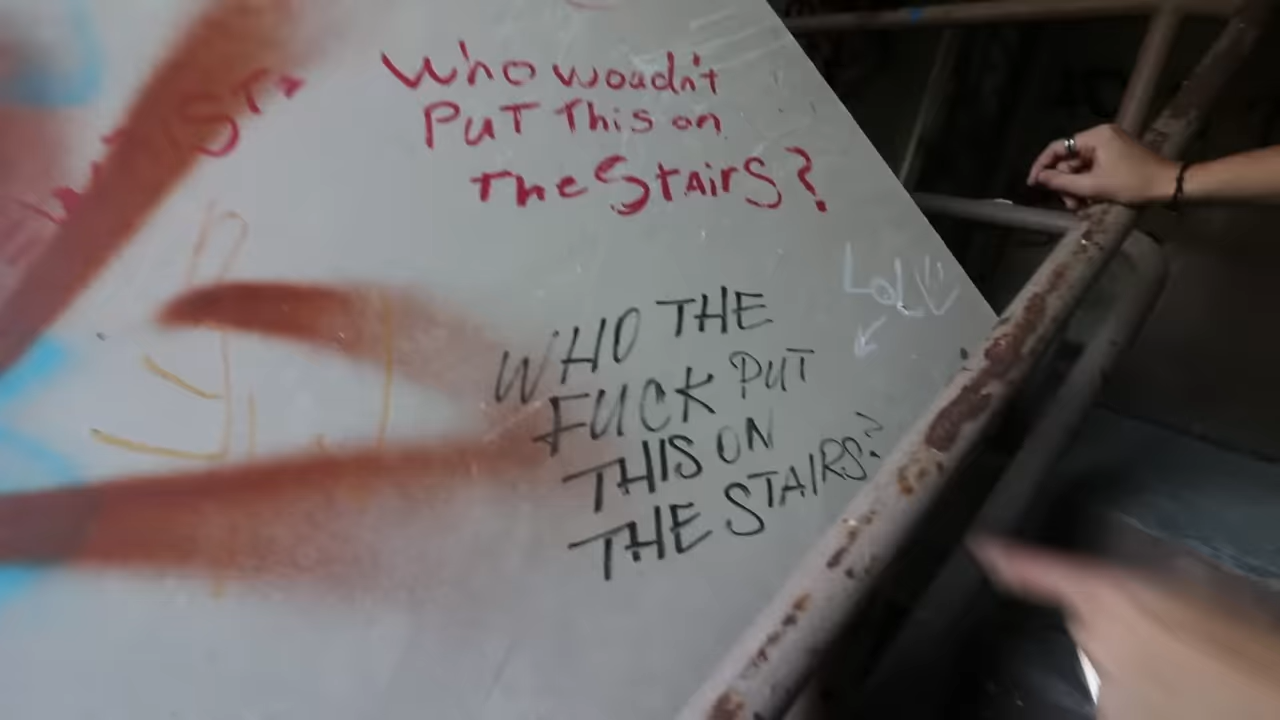 Who woudn't
PuT This on
The STAirS?
LOL
WHO THE
FUCK PUT
THIS ON
THE STAIRS?